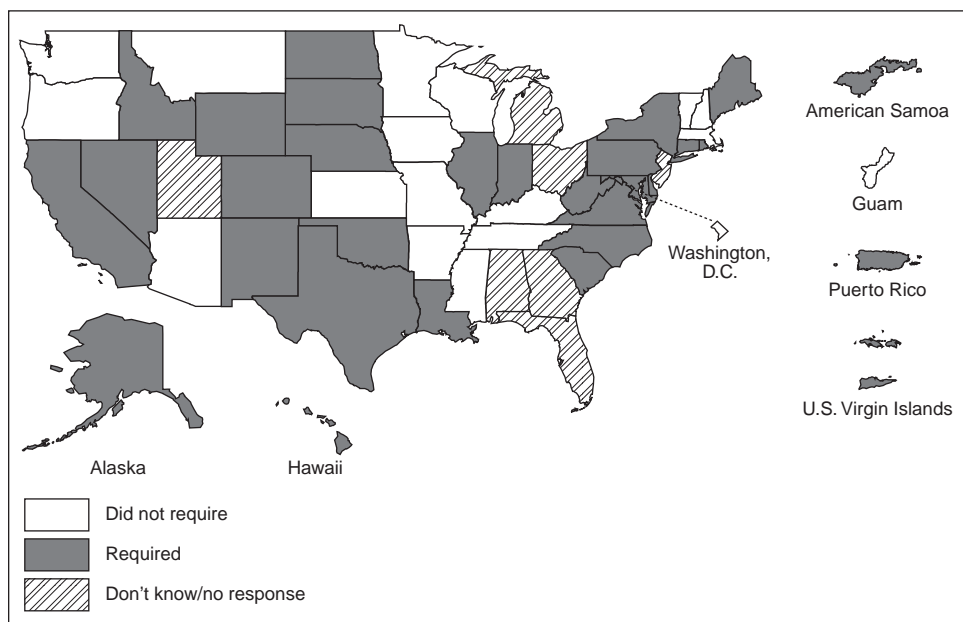 American Samoa
Guam
Washington,
D.C.
Puerto Rico
U.S. Virgin Islands
Alaska
Hawaii
Did not require
Required
Don't know/no response